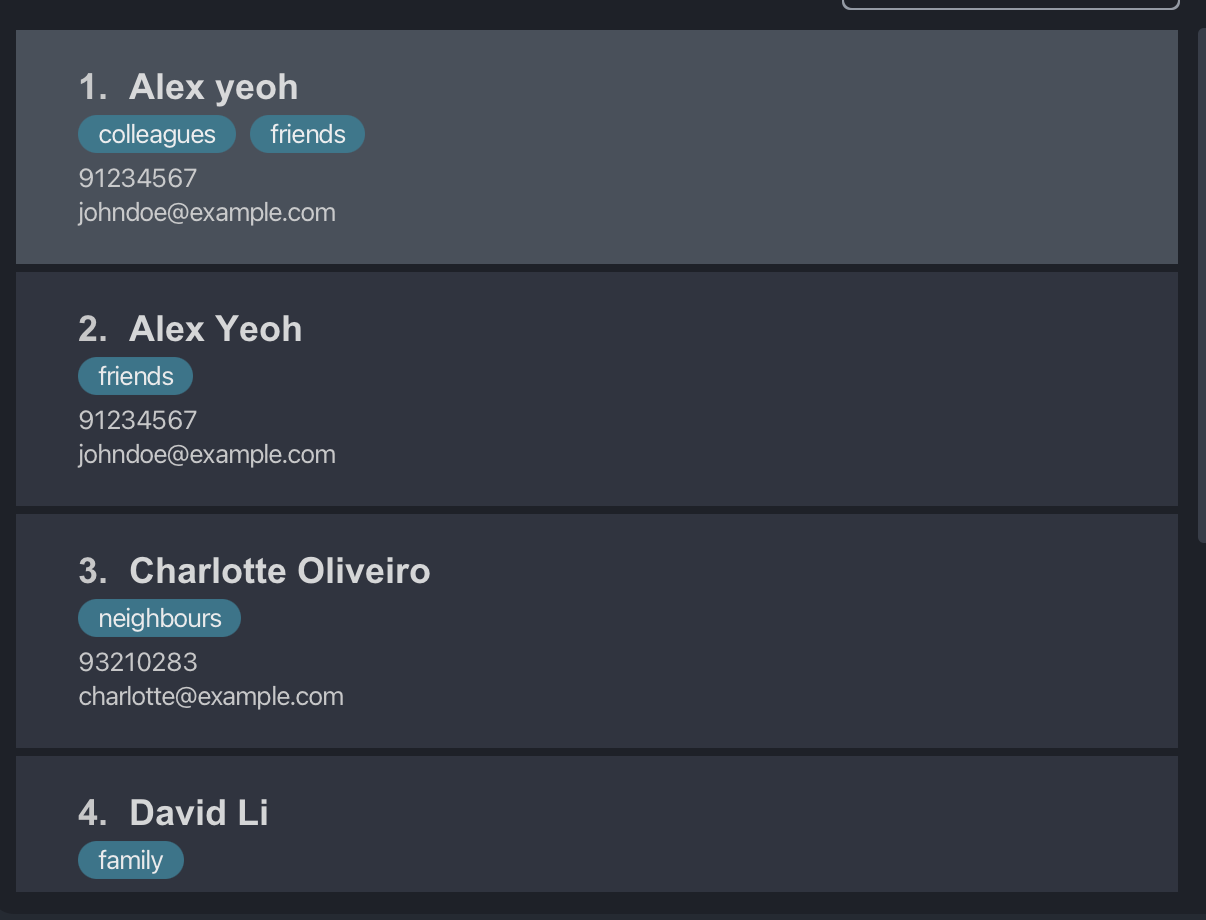 1. Alex yeoh
colleagues friends
91234567
johndoe@example.com
2. Alex Yeoh
friends
91234567
johndoe@example.com
3. Charlotte Oliveiro
neighbours
93210283
charlotte@example.com
4. David Li
family